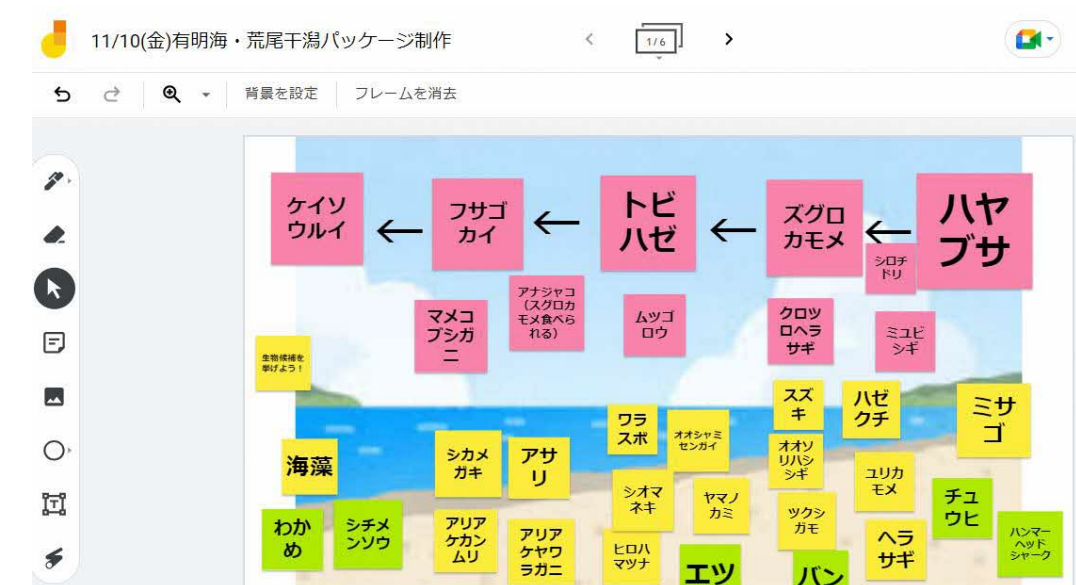 11/10(金)有明海・荒尾干潟パッケージ制作
1/6
背景を設定
フレームを消去
ケイソ
ウルイ
←
フサゴ
カイ
←
トビ
ハゼ
←
ズグロ
カモメ
←
ハヤ
ブサ
シロチ
ドリ
マメコ
ブシガ
ニ
アナジャコ
(スグロカ
モメ食べら
れる)
ムツゴ
ロウ
クロツ
ロヘラ
サギ
ミユビ
シギ
生物候補を
挙げよう!
海藻
シカメ
ガキ
アサ
リ
ワラ
スボ
オオシャミ
センガイ
スズ
キ
ハゼ
クチ
ミサ
ゴ
オオソ
リハシ
シギ
シオマ
ネキ
ヤマノ
カミ
ユリカ
モメ
わか
め
シチメ
ンソウ
アリア
ケカン
ムリ
アリア
ケヤワ
ラガニ
ヒロハ
マツナ
エツ
ツクシ
ガモ
バン
ヘラ
サギ
チュ
ウヒ
ハンマー
ヘッド
シャーク